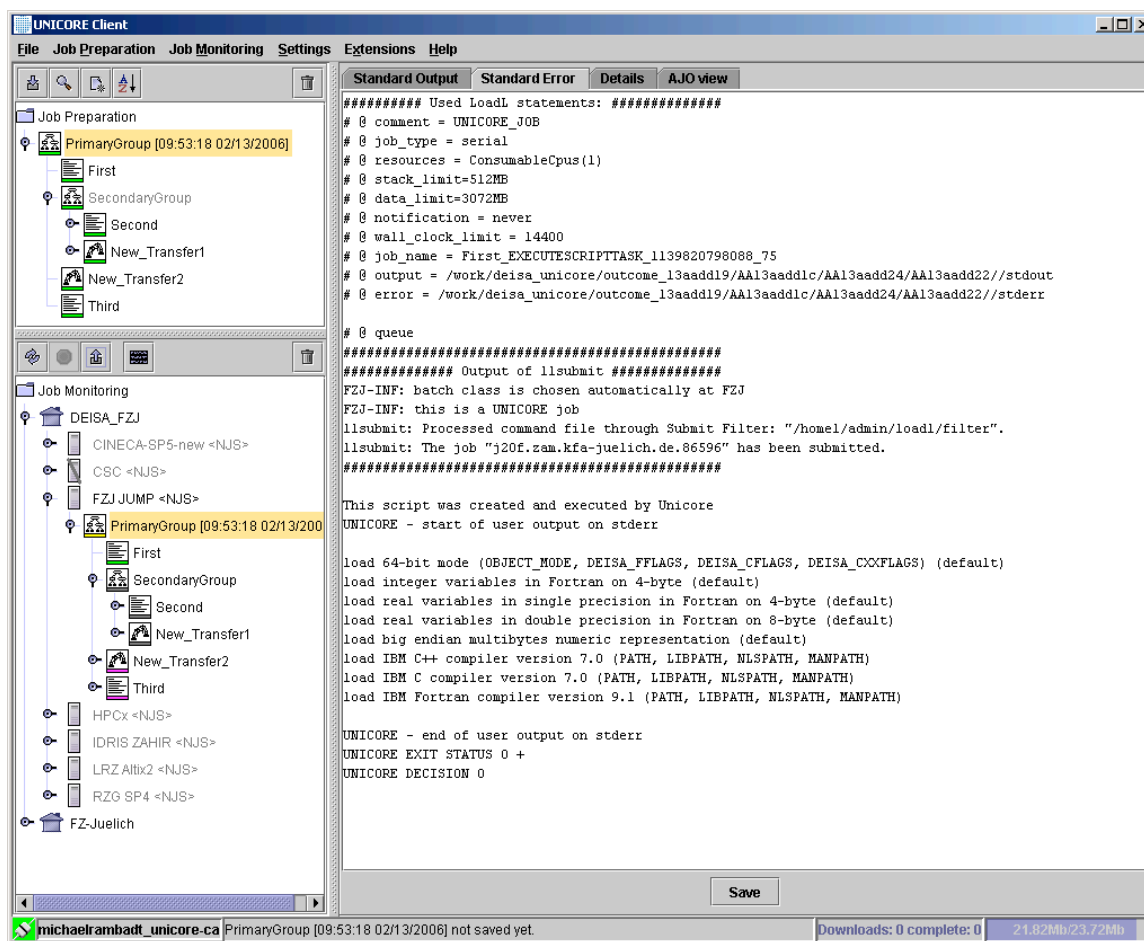 UNICORE Client
File Job Preparation Job Monitoring Settings Extensions Help
Job Preparation
PrimaryGroup [09:53:18 02/13/2006]
First
SecondaryGroup
Second
New_Transfer1
New_Transfer2
Third
Job Monitoring
DEISA_FZJ
CINECA-SP5-new <NJS>
CSC <NJS>
FZJ JUMP <NJS>
PrimaryGroup [09:53:18 02/13/200
First
SecondaryGroup
Second
New_Transfer1
New_Transfer2
Third
HPCx <NJS>
IDRIS ZAHIR <NJS>
LRZ Altix2 <NJS>
RZG SP4 <NJS>
FZ-Juelich
Standard Output Standard Error Details AJO view
########## Used LoadL statements: ##############
# @ comment = UNICORE_JOB
# @ job_type = serial
# @ resources = ConsumableCpus(1)
# @ stack_limit=512MB
# @ data_limit=3072MB
# @ notification = never
# @ wall_clock_limit = 14400
# @ job_name = First_EXECUTESCRIPTTASK_1139820798088_75
# @ output = /work/deisa_unicore/outcome_13aadd19/AA13aadd1c/AA13aadd24/AA13aadd22//stdout
# @ error = /work/deisa_unicore/outcome_13aadd19/AA13aadd1c/AA13aadd24/AA13aadd22//stderr
# @ queue
################################################
############## Output of llsubmit ##############
FZJ-INF: batch class is chosen automatically at FZJ
FZJ-INF: this is a UNICORE job
llsubmit: Processed command file through Submit Filter: "/homel/admin/loadl/filter".
llsubmit: The job "j20f.zam.kfa-juelich.de.86596" has been submitted.
################################################
This script was created and executed by Unicore
UNICORE - start of user output on stderr
load 64-bit mode (OBJECT_MODE, DEISA_FFLAGS, DEISA_CFLAGS, DEISA_CXXFLAGS) (default)
load integer variables in Fortran on 4-byte (default)
load real variables in single precision in Fortran on 4-byte (default)
load real variables in double precision in Fortran on 8-byte (default)
load big endian multibytes numeric representation (default)
load IBM C++ compiler version 7.0 (PATH, LIBPATH, NLSPATH, MANPATH)
load IBM C compiler version 7.0 (PATH, LIBPATH, NLSPATH, MANPATH)
load IBM Fortran compiler version 9.1 (PATH, LIBPATH, NLSPATH, MANPATH)
UNICORE - end of user output on stderr
UNICORE EXIT STATUS 0 +
UNICORE DECISION 0
Save
michaelrambadt_unicore-ca PrimaryGroup [09:53:18 02/13/2006] not saved yet. Downloads: 0 complete: 0 21.82Mb/23.72Mb